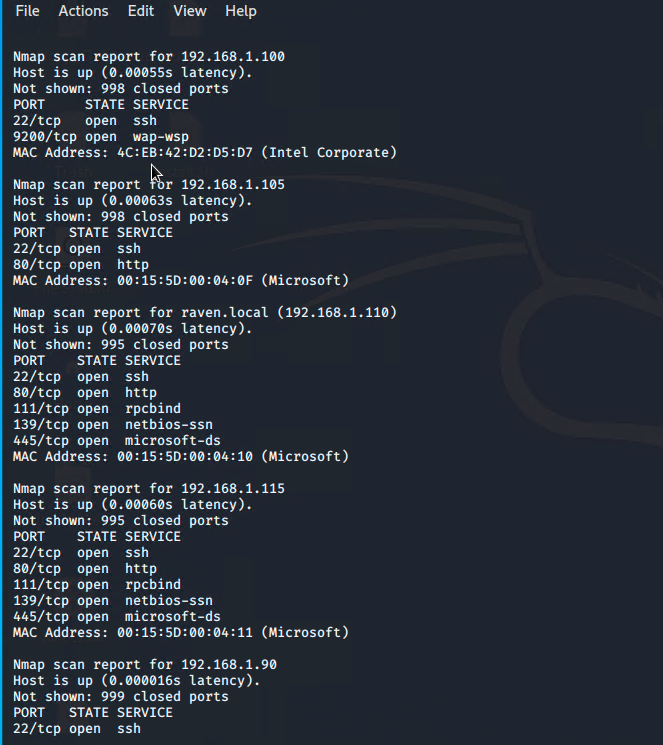 File Actions Edit View Help
Nmap scan report for 192.168.1.100
Host is up (0.00055s latency).
Not shown: 998 closed ports
PORT     STATE SERVICE
22/tcp   open  ssh
9200/tcp open  wap-wsp
MAC Address: 4C:EB:42:D2:D5:D7 (Intel Corporate)
Nmap scan report for 192.168.1.105
Host is up (0.00063s latency).
Not shown: 998 closed ports
PORT   STATE SERVICE
22/tcp open  ssh
80/tcp open  http
MAC Address: 00:15:5D:00:04:0F (Microsoft)
Nmap scan report for raven.local (192.168.1.110)
Host is up (0.00070s latency).
Not shown: 995 closed ports
PORT    STATE SERVICE
22/tcp  open  ssh
80/tcp  open  http
111/tcp open  rpcbind
139/tcp open  netbios-ssn
445/tcp open  microsoft-ds
MAC Address: 00:15:5D:00:04:10 (Microsoft)
Nmap scan report for 192.168.1.115
Host is up (0.00060s latency).
Not shown: 995 closed ports
PORT    STATE SERVICE
22/tcp  open  ssh
80/tcp  open  http
111/tcp open  rpcbind
139/tcp open  netbios-ssn
445/tcp open  microsoft-ds
MAC Address: 00:15:5D:00:04:11 (Microsoft)
Nmap scan report for 192.168.1.90
Host is up (0.000016s latency).
Not shown: 999 closed ports
PORT   STATE SERVICE
22/tcp open  ssh